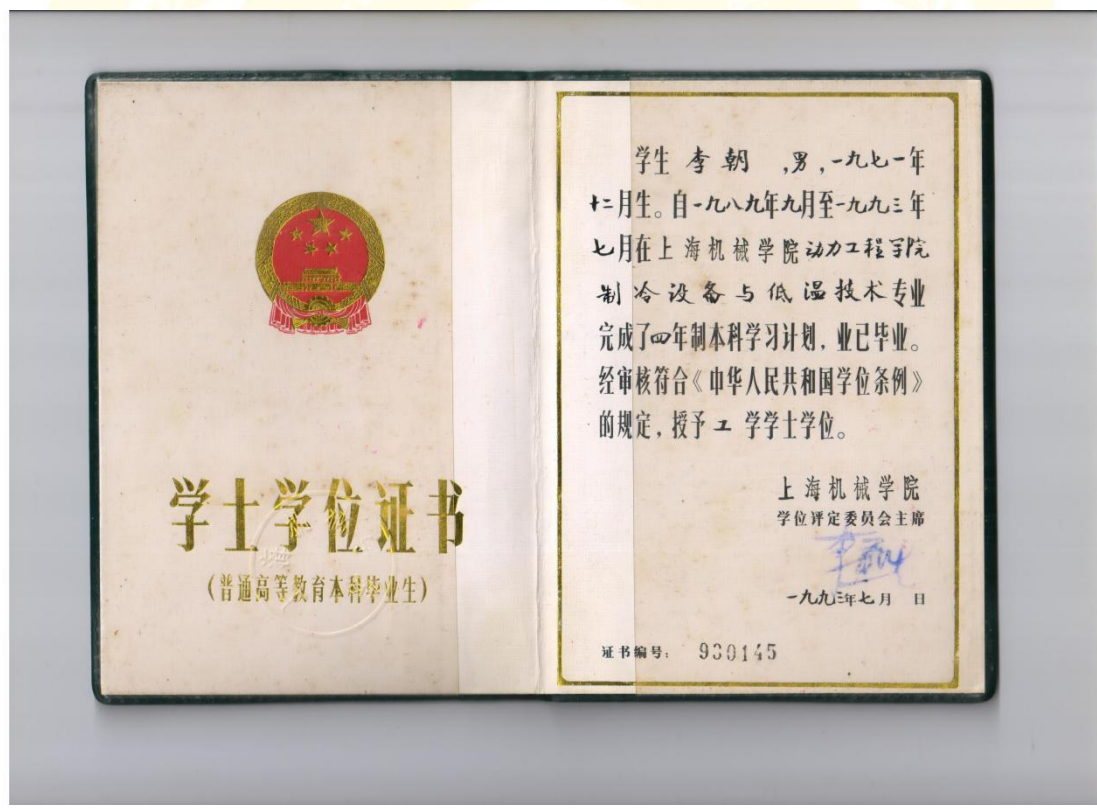 学士学位证书
(普通高等教育本科毕业生)
学生 李朝 ,男,一九七一年
十二月生。自一九八九年九月至一九九三年
七月在上海机械学院动力工程学院
制冷设备与低温技术专业
完成了四年制本科学习计划，业已毕业。
经审核符合《中华人民共和国学位条例》
的规定，授予工学学士学位。
上海机械学院
学位评定委员会主席
一九九三年七月 日
证书编号： 930145